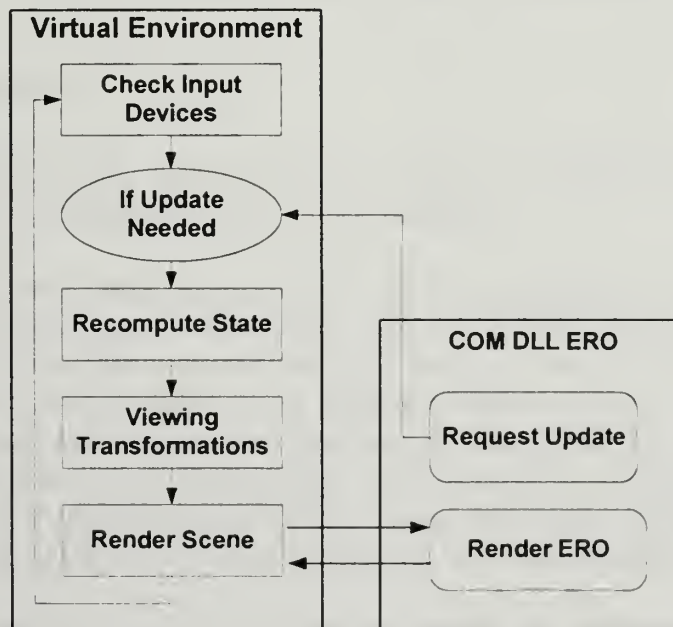 Virtual Environment
Check Input
Devices
If Update
Needed
Recompute State
Viewing
Transformations
Render Scene
COM DLL ERO
Request Update
Render ERO